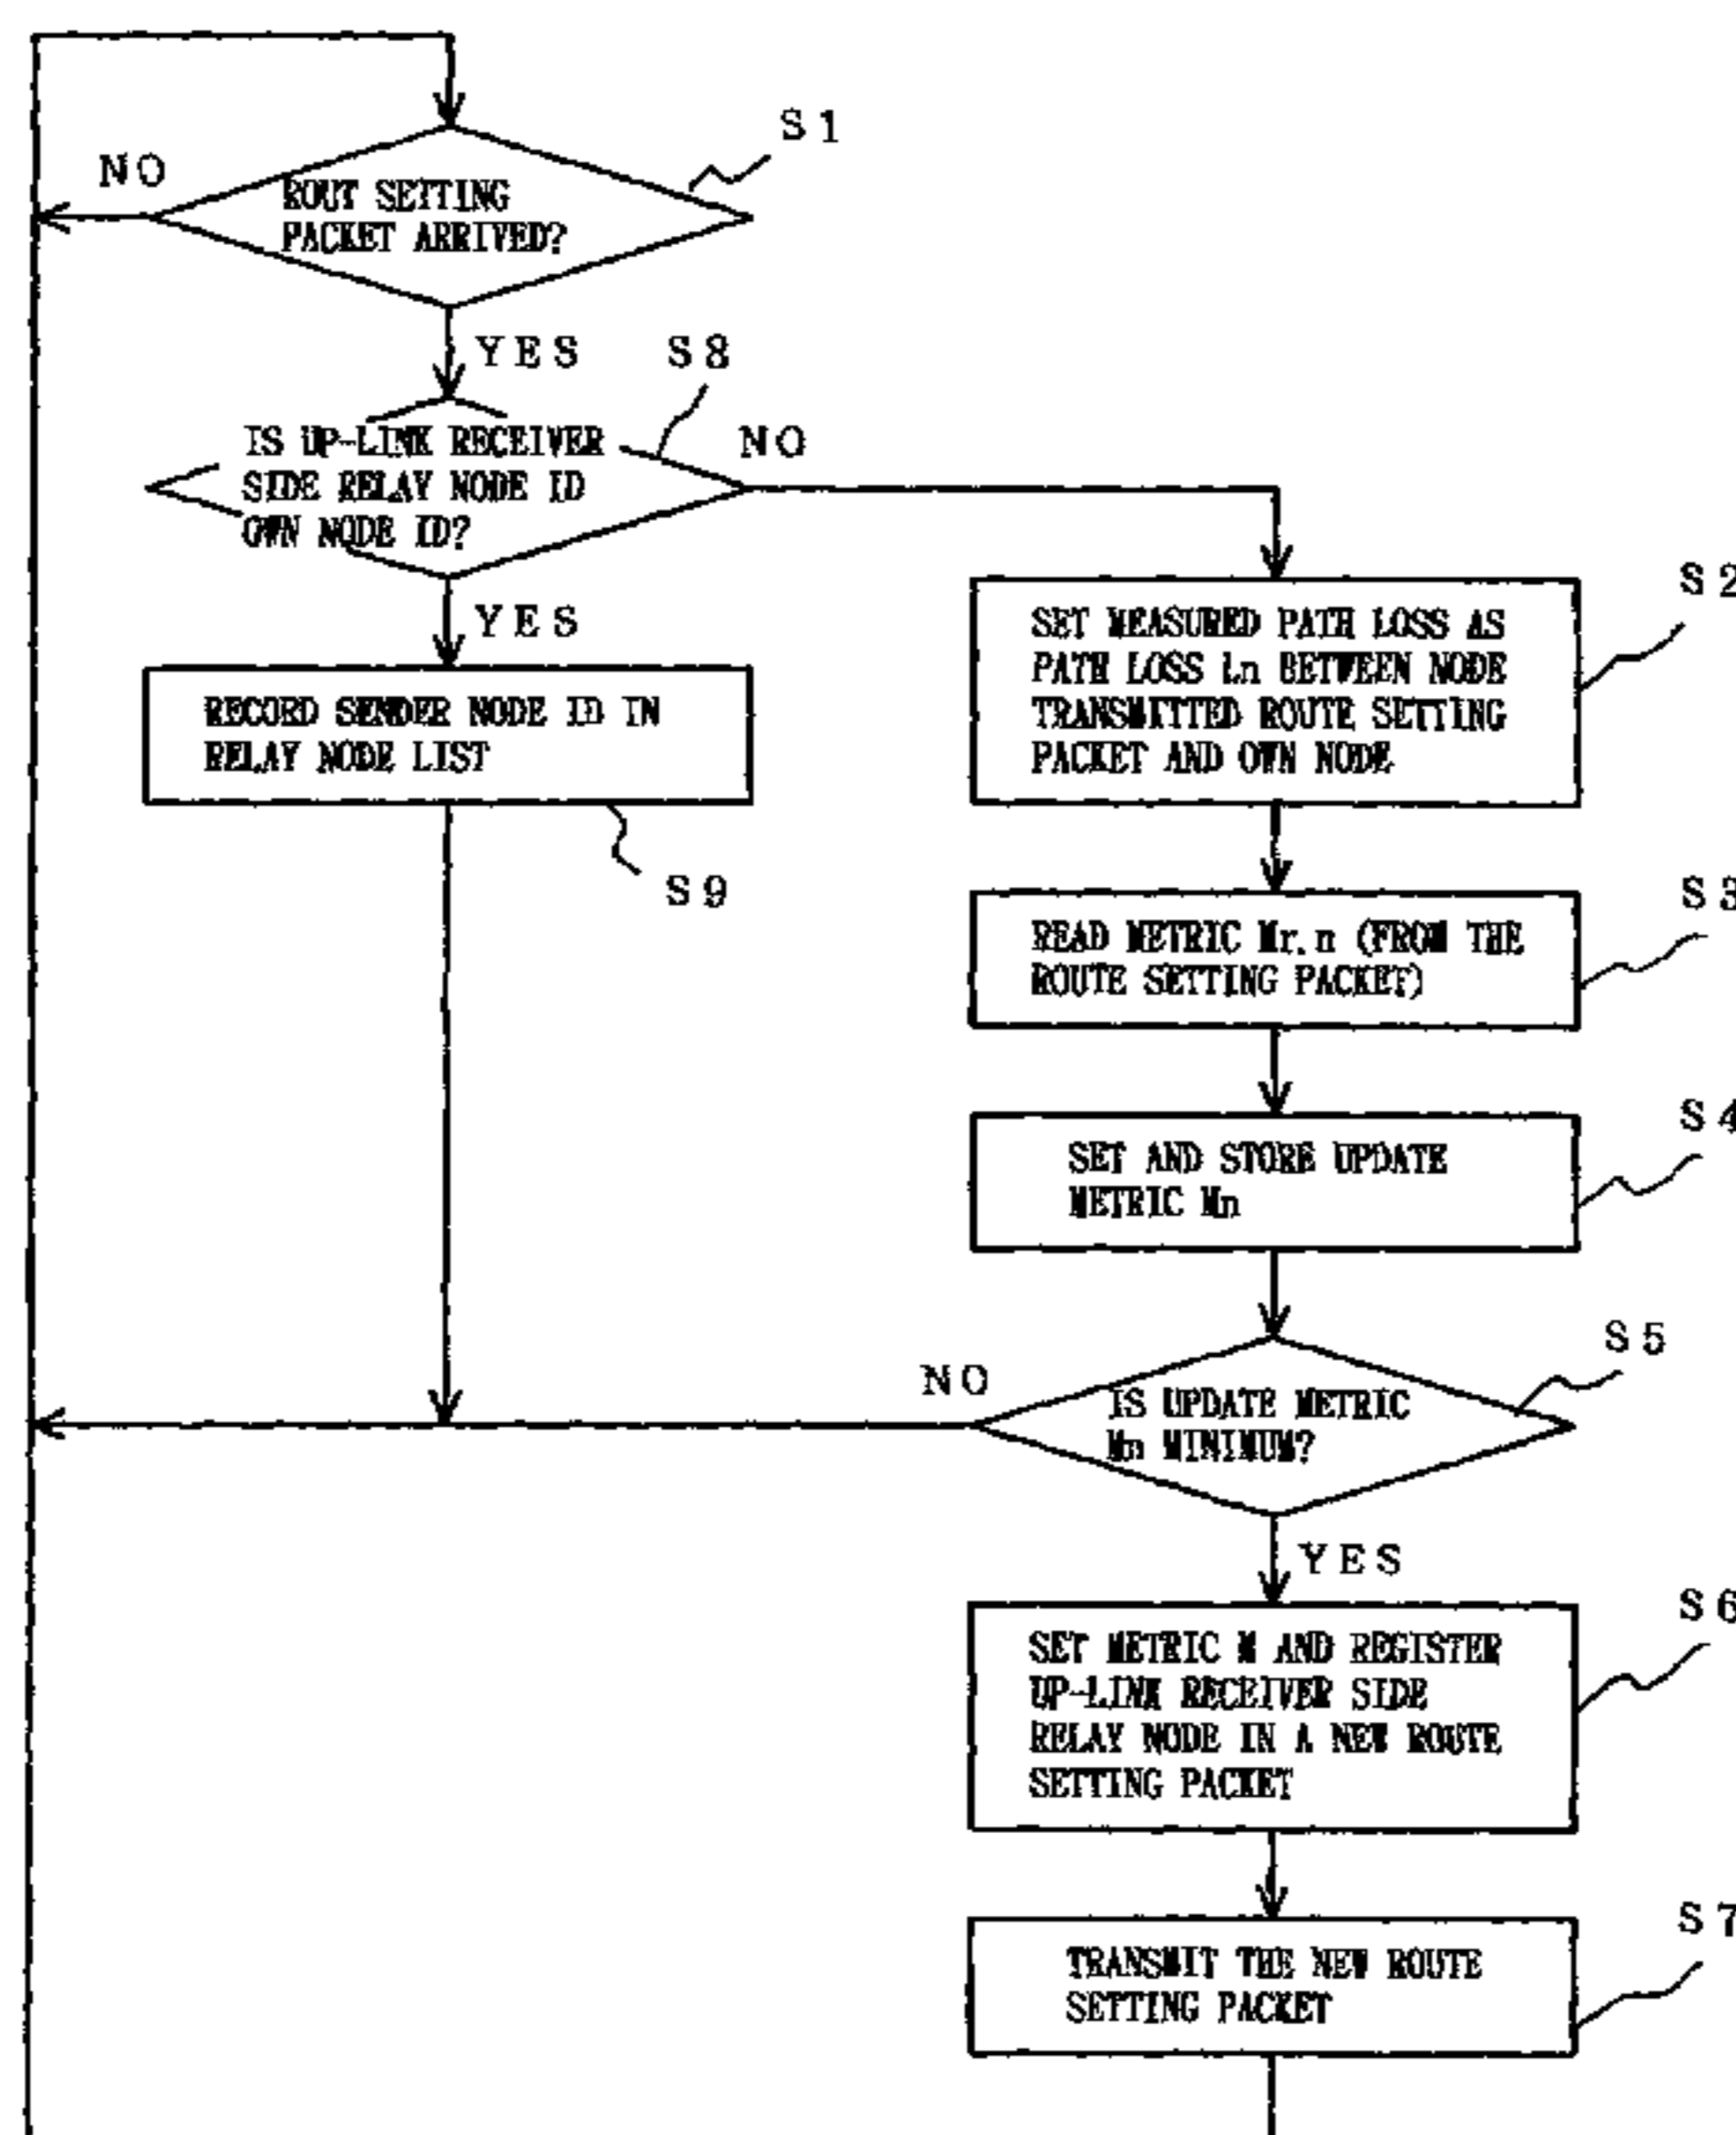 S1
NO
ROUT SETTING
PACKET ARRIVED?
YES
S8
IS UP-LINK RECEIVER
SIDE RELAY NODE ID
OWN NODE ID?
NO
YES
RECORD SENDER NODE ID IN
RELAY NODE LIST
S9
S2
SET MEASURED PATH LOSS AS
PATH LOSS Ln BETWEEN NODE
TRANSMITTED ROUTE SETTING
PACKET AND OWN NODE
S3
READ METRIC Mr.n (FROM THE
ROUTE SETTING PACKET)
S4
SET AND STORE UPDATE
METRIC Mn
S5
NO
IS UPDATE METRIC
Mn MINIMUM?
YES
S6
SET METRIC M AND REGISTER
UP-LINK RECEIVER SIDE
RELAY NODE IN A NEW ROUTE
SETTING PACKET
S7
TRANSMIT THE NEW ROUTE
SETTING PACKET